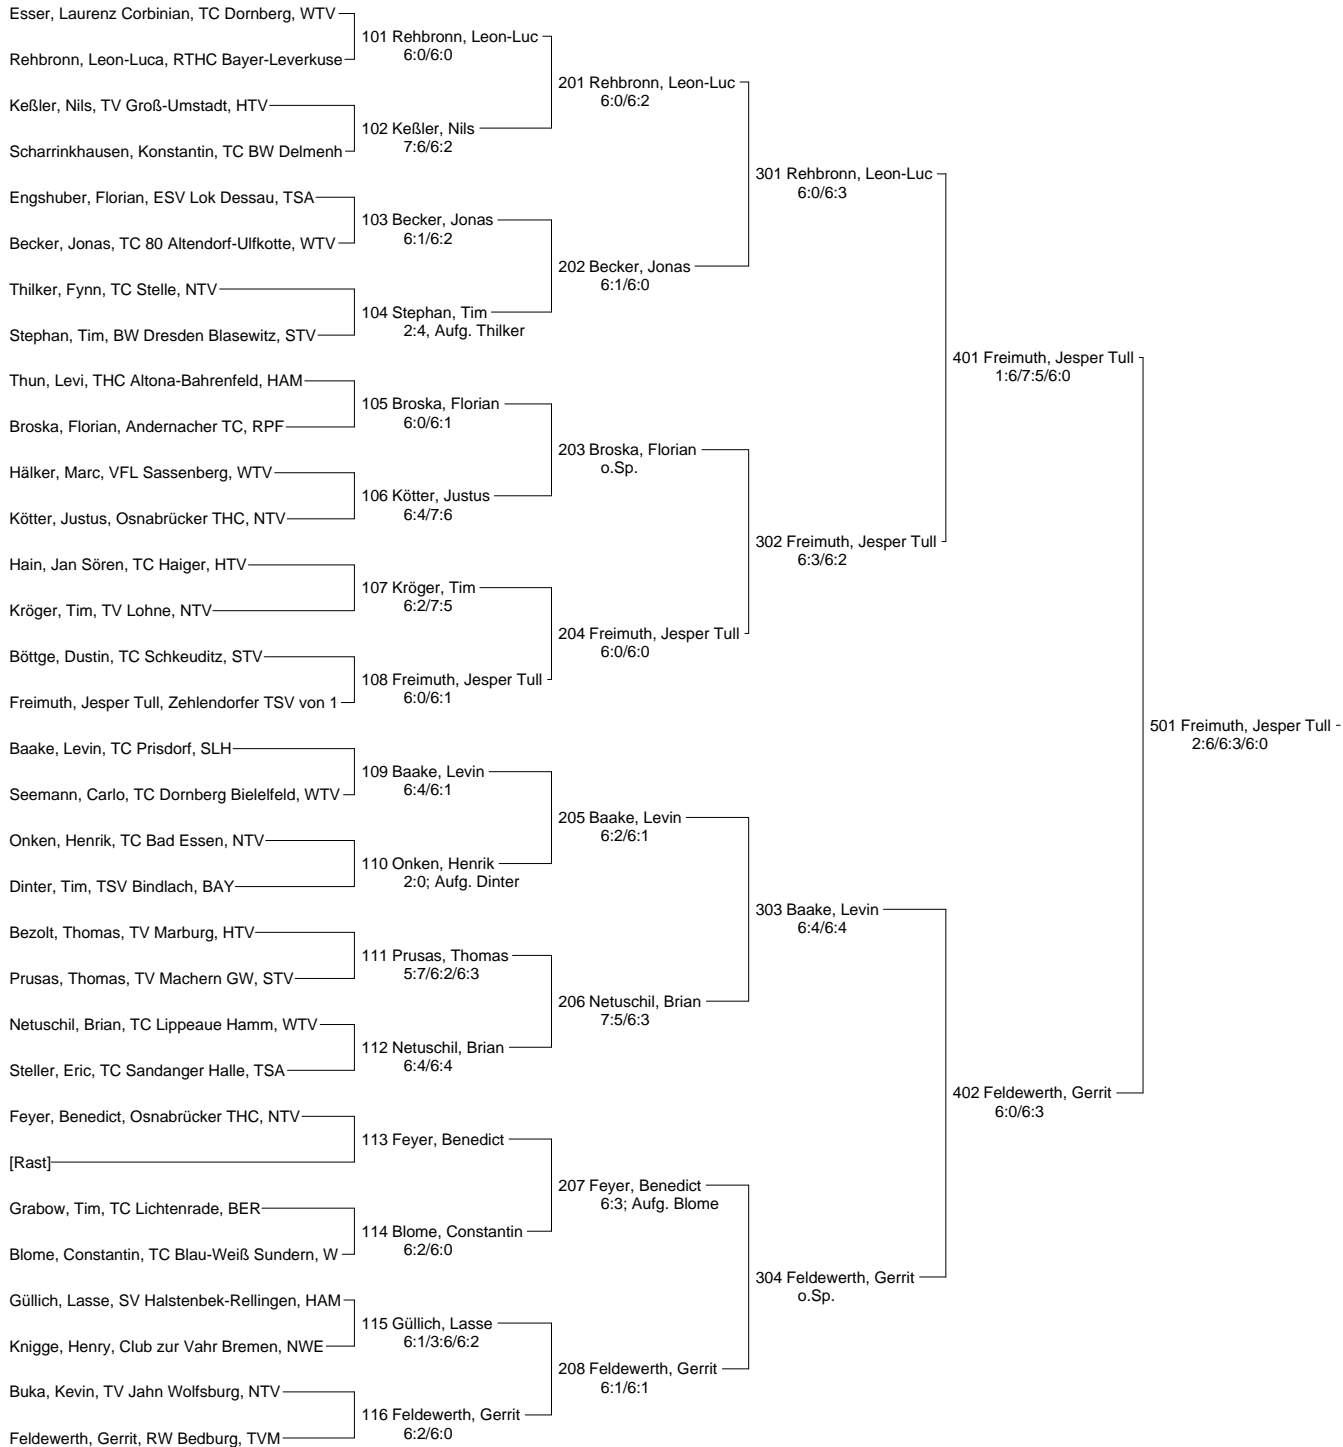 Esser, Laurenz Corbinian, TC Dornberg, WTV
101 Rehbronn, Leon-Luc
6:0/6:0
Rehbronn, Leon-Luca, RTHC Bayer-Leverkuse
201 Rehbronn, Leon-Luc
6:0/6:2
Keßler, Nils, TV Groß-Umstadt, HTV
102 Keßler, Nils
7:6/6:2
Scharrinkhausen, Konstantin, TC BW Delmenh
301 Rehbronn, Leon-Luc
6:0/6:3
Engshuber, Florian, ESV Lok Dessau, TSA
103 Becker, Jonas
6:1/6:2
Becker, Jonas, TC 80 Altendorf-Ulfkotte, WTV
202 Becker, Jonas
6:1/6:0
Thilker, Fynn, TC Stelle, NTV
104 Stephan, Tim
2:4, Aufg. Thilker
Stephan, Tim, BW Dresden Blasewitz, STV
401 Freimuth, Jesper Tull
1:6/7:5/6:0
Thun, Levi, THC Altona-Bahrenfeld, HAM
105 Broska, Florian
6:0/6:1
Broska, Florian, Andernacher TC, RPF
203 Broska, Florian
o.Sp.
Hälker, Marc, VFL Sassenberg, WTV
106 Kötter, Justus
6:4/7:6
Kötter, Justus, Osnabrücker THC, NTV
302 Freimuth, Jesper Tull
6:3/6:2
Hain, Jan Sören, TC Haiger, HTV
107 Kröger, Tim
6:2/7:5
Kröger, Tim, TV Lohne, NTV
204 Freimuth, Jesper Tull
6:0/6:0
Böttge, Dustin, TC Schkeuditz, STV
108 Freimuth, Jesper Tull
6:0/6:1
Freimuth, Jesper Tull, Zehlendorfer TSV von 1
501 Freimuth, Jesper Tull
2:6/6:3/6:0
Baake, Levin, TC Prisdorf, SLH
109 Baake, Levin
6:4/6:1
Seemann, Carlo, TC Dornberg Bielelfeld, WTV
205 Baake, Levin
6:2/6:1
Onken, Henrik, TC Bad Essen, NTV
110 Onken, Henrik
2:0; Aufg. Dinter
Dinter, Tim, TSV Bindlach, BAY
303 Baake, Levin
6:4/6:4
Bezolt, Thomas, TV Marburg, HTV
111 Prusas, Thomas
5:7/6:2/6:3
Prusas, Thomas, TV Machern GW, STV
206 Netuschil, Brian
7:5/6:3
Netuschil, Brian, TC Lippeaue Hamm, WTV
112 Netuschil, Brian
6:4/6:4
Steller, Eric, TC Sandanger Halle, TSA
402 Feldewerth, Gerrit
6:0/6:3
Feyer, Benedict, Osnabrücker THC, NTV
113 Feyer, Benedict
[Rast]
207 Feyer, Benedict
6:3; Aufg. Blome
Grabow, Tim, TC Lichtenrade, BER
114 Blome, Constantin
6:2/6:0
Blome, Constantin, TC Blau-Weiß Sundern, W
304 Feldewerth, Gerrit
o.Sp.
Güllich, Lasse, SV Halstenbek-Rellingen, HAM
115 Güllich, Lasse
6:1/3:6/6:2
Knigge, Henry, Club zur Vahr Bremen, NWE
208 Feldewerth, Gerrit
6:1/6:1
Buka, Kevin, TV Jahn Wolfsburg, NTV
116 Feldewerth, Gerrit
6:2/6:0
Feldewerth, Gerrit, RW Bedburg, TVM